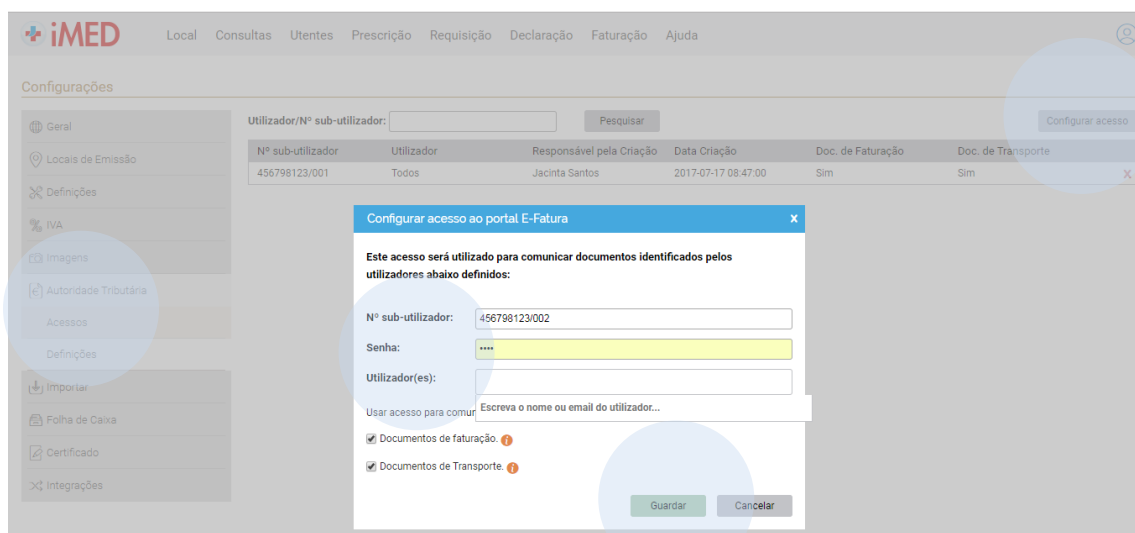 iMED
Local Consultas Utentes Prescrição Requisição Declaração Faturação Ajuda
Configurações
Geral
Locais de Emissão
Definições
IVA
Imagens
Autoridade Tributária
Acessos
Definições
Importar
Folha de Caixa
Certificado
Integrações
Utilizador/Nº sub-utilizador: Pesquisar Configurar acesso
Nº sub-utilizador Utilizador Responsável pela Criação Data Criação Doc. de Faturação Doc. de Transporte
456798123/001 Todos Jacinta Santos 2017-07-17 08:47:00 Sim Sim x
Configurar acesso ao portal E-Fatura x
Este acesso será utilizado para comunicar documentos identificados pelos
utilizadores abaixo definidos:
Nº sub-utilizador: 456798123/002
Senha: ••••
Utilizador(es):
Escreva o nome ou email do utilizador...
Usar acesso para comun
Documentos de faturação.
Documentos de Transporte.
Guardar Cancelar